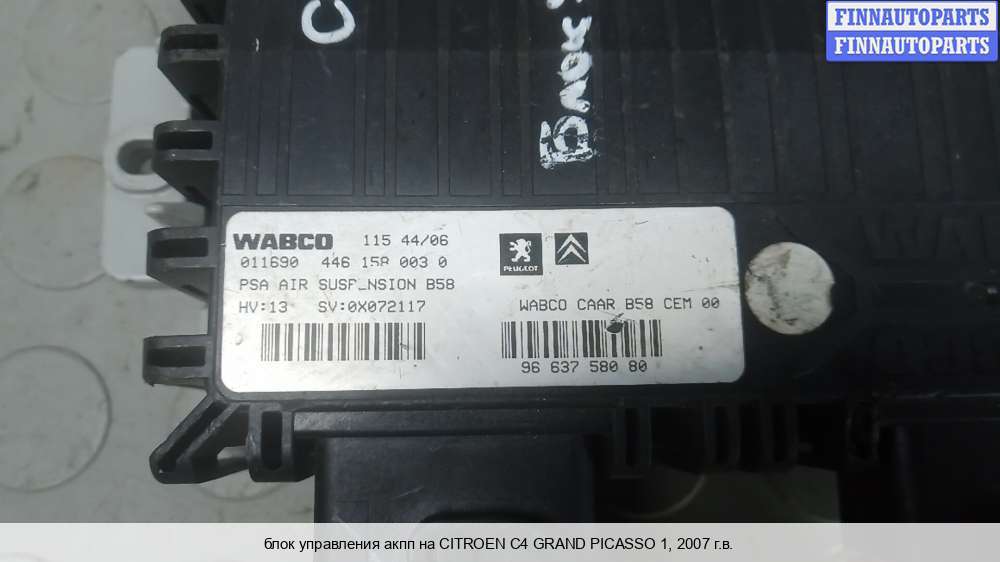 FINNAUTOPARTS
FINNAUTOPARTS
WABCO 115 44/06
011690 446 158 003 0
PSA AIR SUSP_NSION B58
HV:13 SV:0X072117
PEUGEOT
WABCO CAAR B58 CEM 00
96 637 580 80
блок управления акпп на CITROEN C4 GRAND PICASSO 1, 2007 г.в.